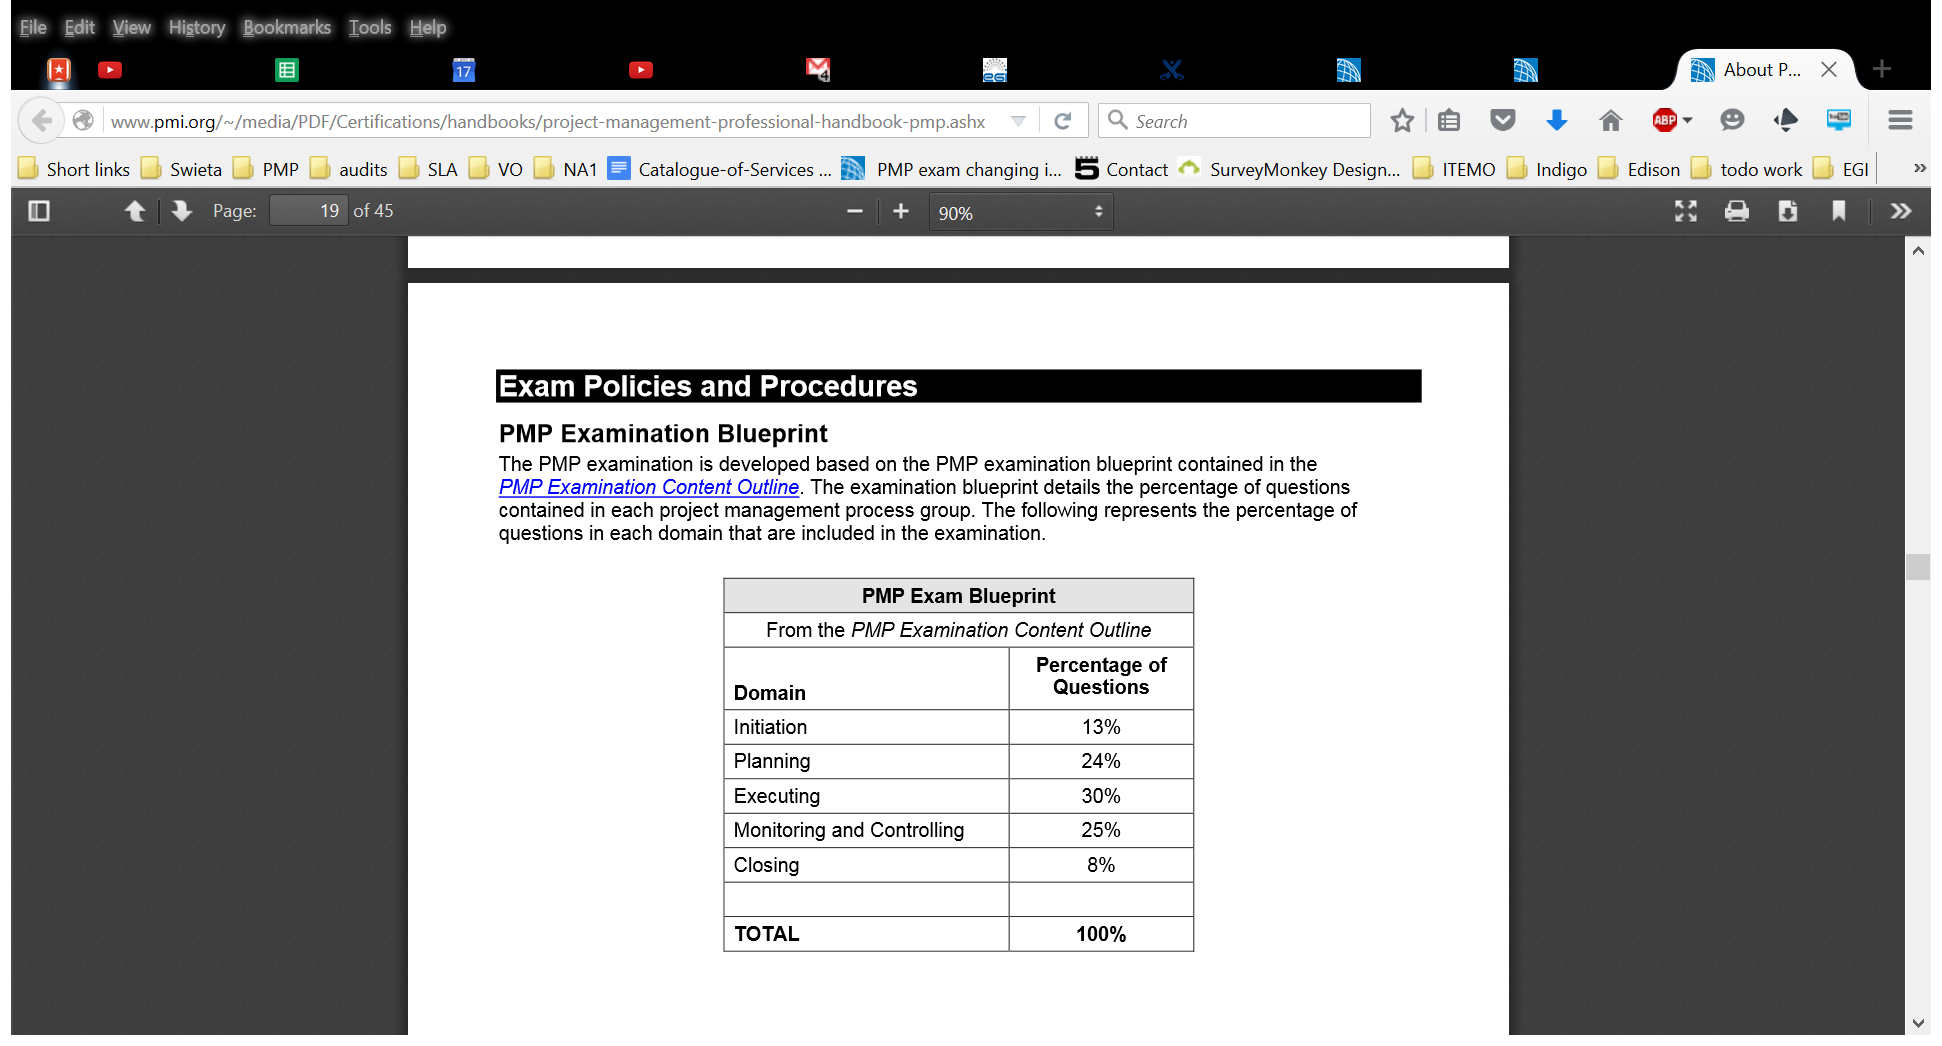 File Edit View History Bookmarks Tools Help
17
4
About P...
www.pmi.org/~/media/PDF/Certifications/handbooks/project-management-professional-handbook-pmp.ashx
Search
ABP
Short links Swieta PMP audits SLA VO NA1 Catalogue-of-Services ... PMP exam changing i... 5 Contact SurveyMonkey Design... ITEMO Indigo Edison todo work EGI »
Page: 19 of 45
90%
Exam Policies and Procedures
PMP Examination Blueprint
The PMP examination is developed based on the PMP examination blueprint contained in the
PMP Examination Content Outline. The examination blueprint details the percentage of questions
contained in each project management process group. The following represents the percentage of
questions in each domain that are included in the examination.
PMP Exam Blueprint
From the PMP Examination Content Outline
Domain Percentage of
Questions
Initiation 13%
Planning 24%
Executing 30%
Monitoring and Controlling 25%
Closing 8%
TOTAL 100%